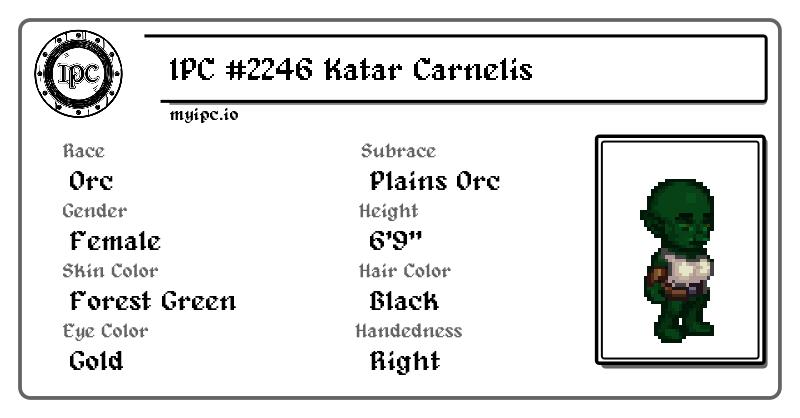 IPC
IPC #2246 Katar Carnelis
myipc.io
Race
Subrace
Orc
Plains Orc
Gender
Height
Female
6'9"
Skin Color
Hair Color
Forest Green
Black
Eye Color
Handedness
Gold
Right